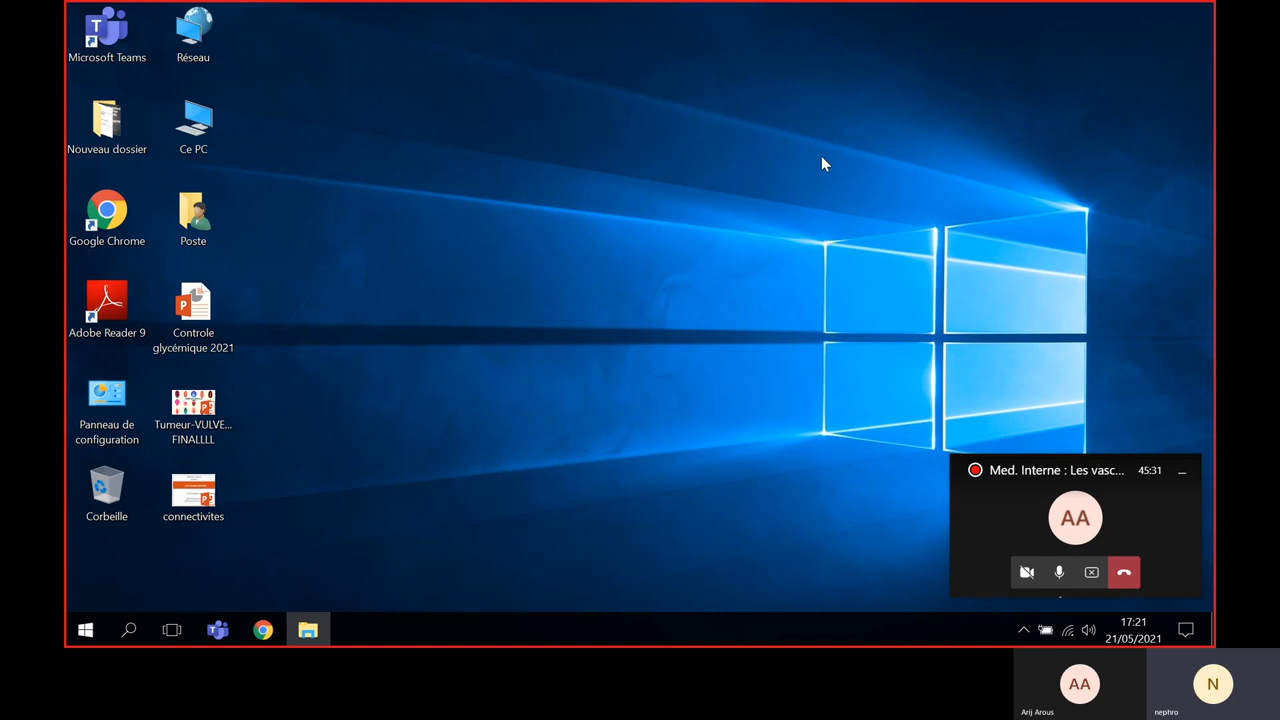 Microsoft Teams
Réseau
Nouveau dossier
Ce PC
Google Chrome
Poste
Adobe Reader 9
Controle
glycémique 2021
Panneau de
configuration
Tumeur-VULVE...
FINALLLL
Corbeille
connectivites
Med. Interne : Les vasc...
45:31
AA
17:21
21/05/2021
AA
Arij Arous
N
nephro